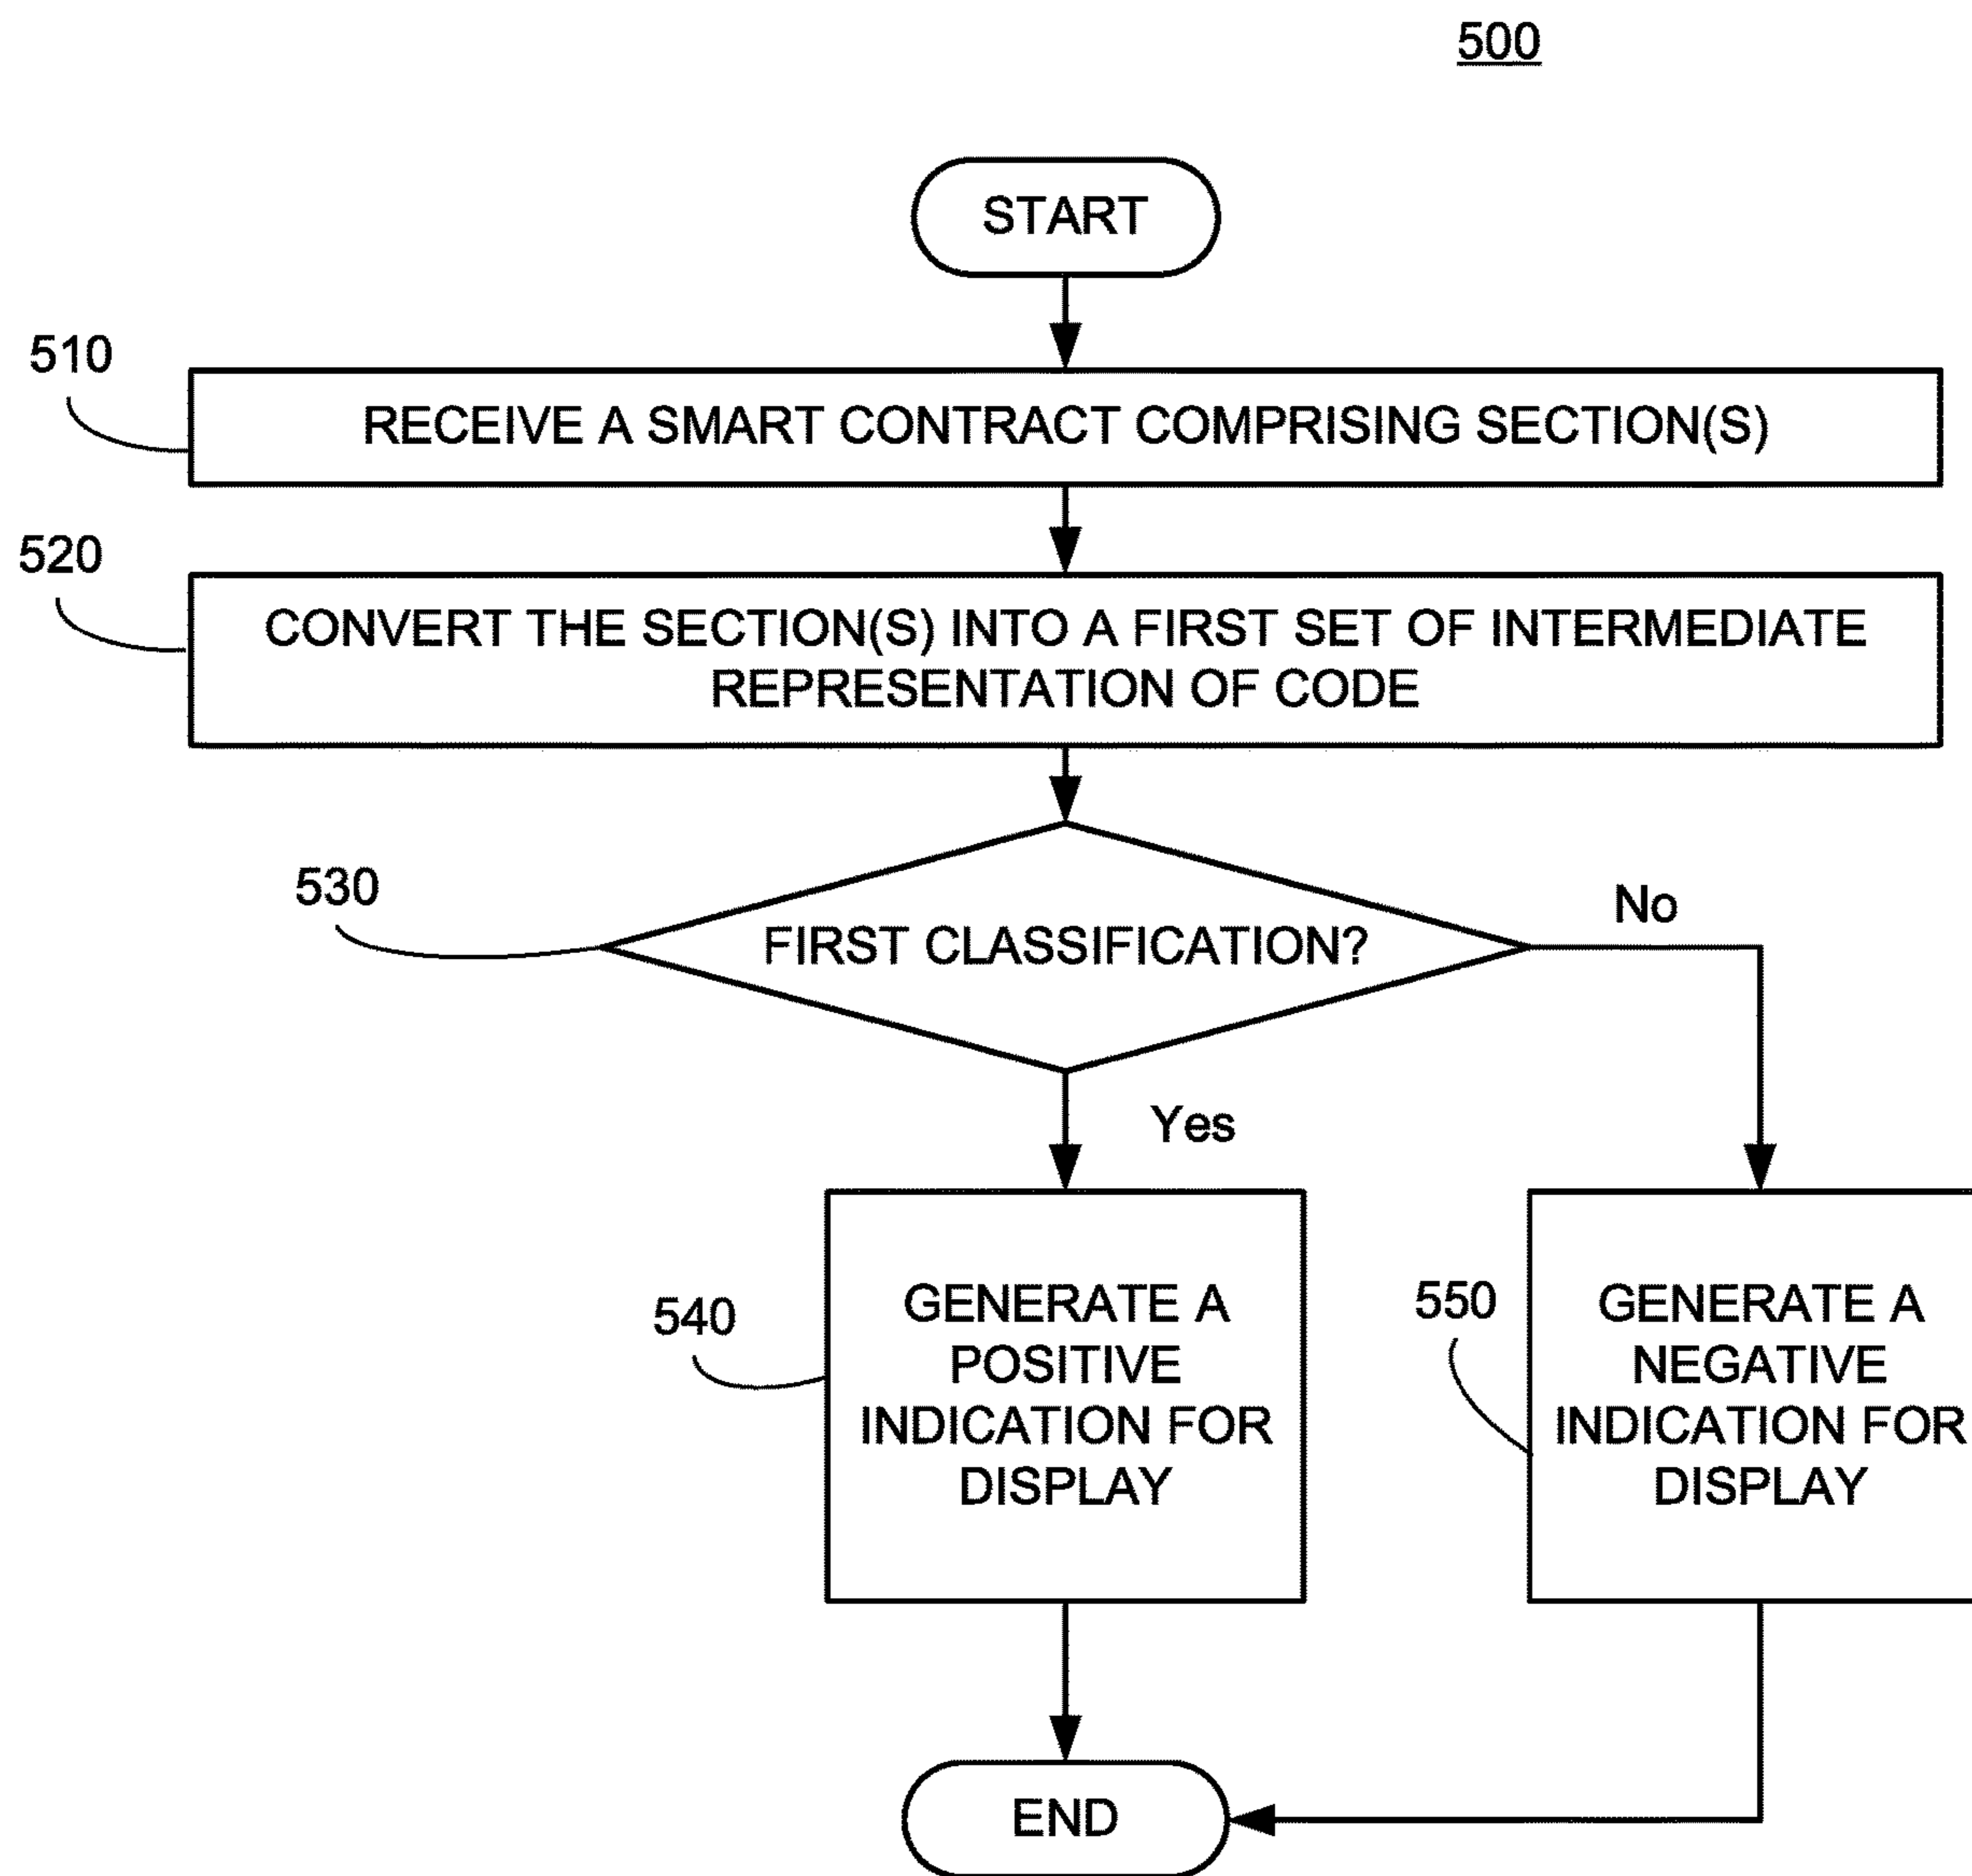 500
START
510
RECEIVE A SMART CONTRACT COMPRISING SECTION(S)
520
CONVERT THE SECTION(S) INTO A FIRST SET OF INTERMEDIATE
REPRESENTATION OF CODE
530
FIRST CLASSIFICATION?
No
Yes
540
GENERATE A
POSITIVE
INDICATION FOR
DISPLAY
550
GENERATE A
NEGATIVE
INDICATION FOR
DISPLAY
END